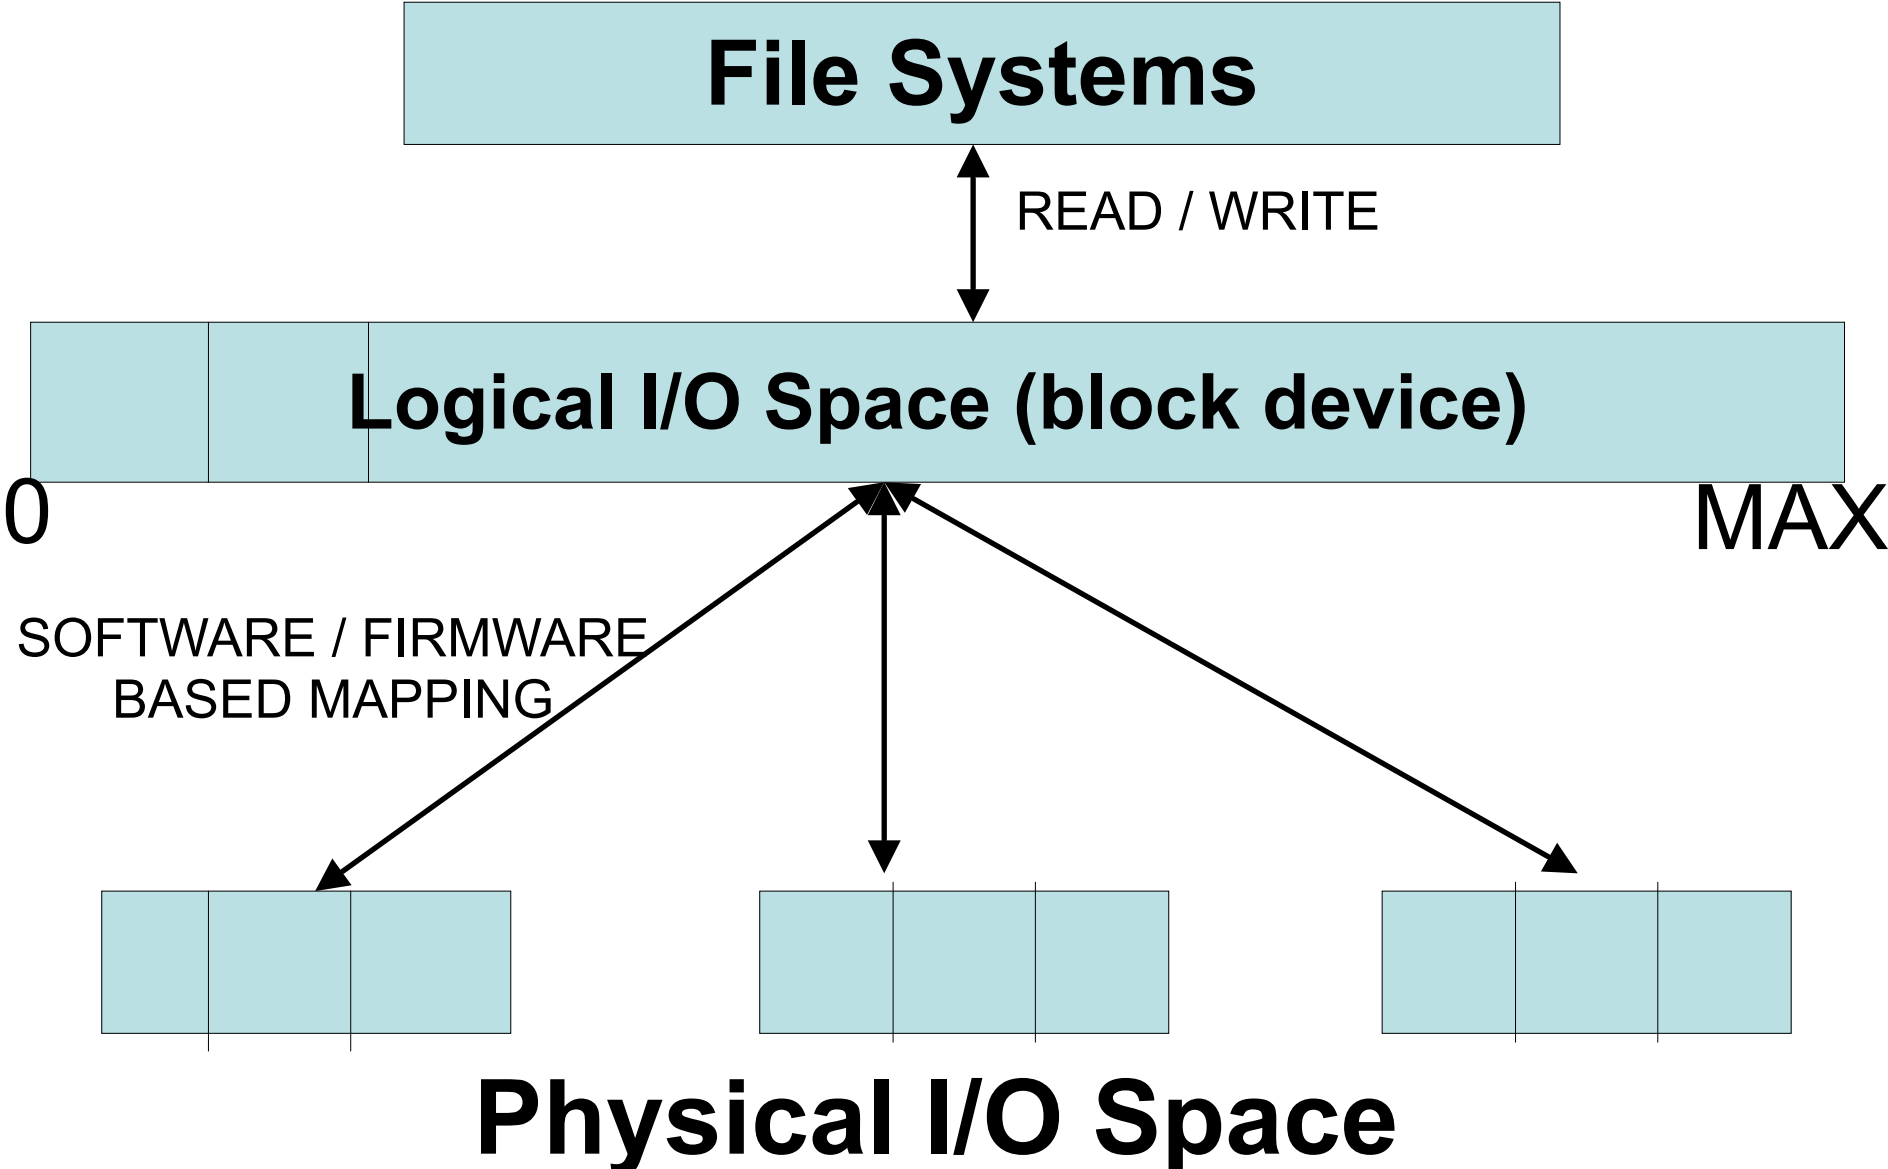 File Systems
READ / WRITE
Logical I/O Space (block device)
0
MAX
SOFTWARE / FIRMWARE
BASED MAPPING
Physical I/O Space